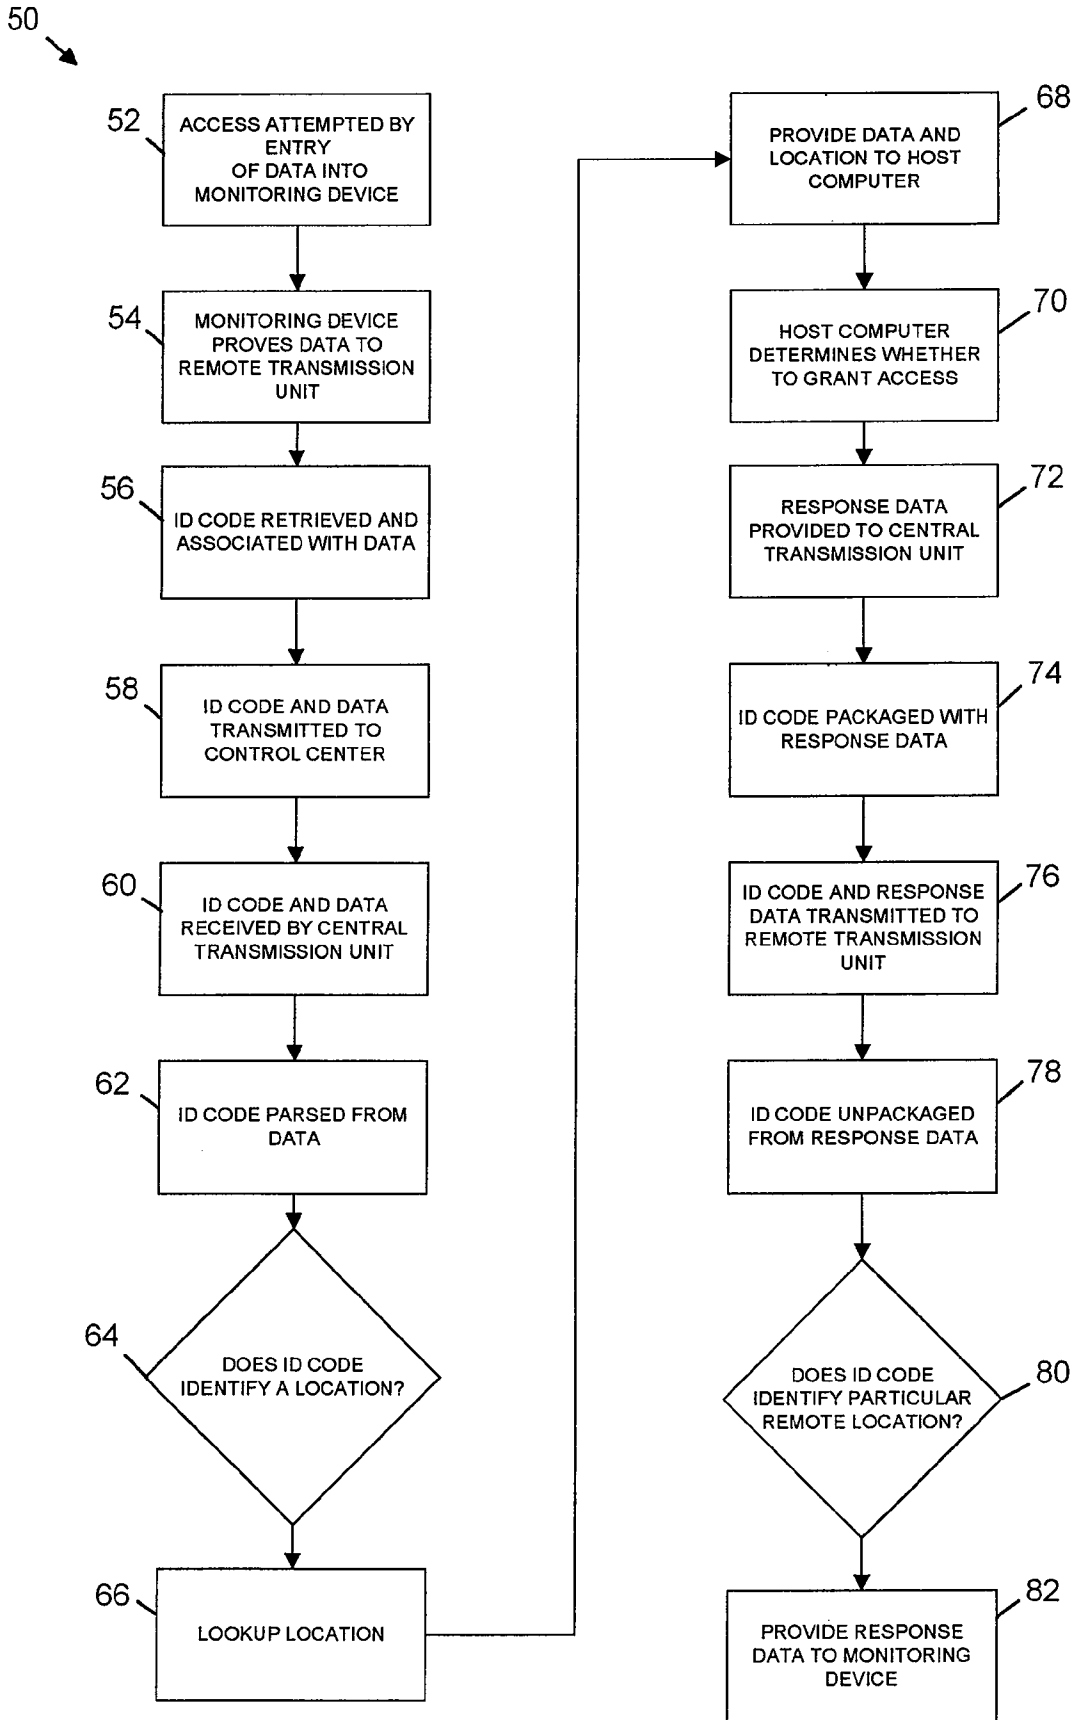 50
52
ACCESS ATTEMPTED BY
ENTRY
OF DATA INTO
MONITORING DEVICE
54
MONITORING DEVICE
PROVES DATA TO
REMOTE TRANSMISSION
UNIT
56
ID CODE RETRIEVED AND
ASSOCIATED WITH DATA
58
ID CODE AND DATA
TRANSMITTED TO
CONTROL CENTER
60
ID CODE AND DATA
RECEIVED BY CENTRAL
TRANSMISSION UNIT
62
ID CODE PARSED FROM
DATA
64
DOES ID CODE
IDENTIFY A LOCATION?
66
LOOKUP LOCATION
68
PROVIDE DATA AND
LOCATION TO HOST
COMPUTER
70
HOST COMPUTER
DETERMINES WHETHER
TO GRANT ACCESS
72
RESPONSE DATA
PROVIDED TO CENTRAL
TRANSMISSION UNIT
74
ID CODE PACKAGED WITH
RESPONSE DATA
76
ID CODE AND RESPONSE
DATA TRANSMITTED TO
REMOTE TRANSMISSION
UNIT
78
ID CODE UNPACKAGED
FROM RESPONSE DATA
80
DOES ID CODE
IDENTIFY PARTICULAR
REMOTE LOCATION?
82
PROVIDE RESPONSE
DATA TO MONITORING
DEVICE